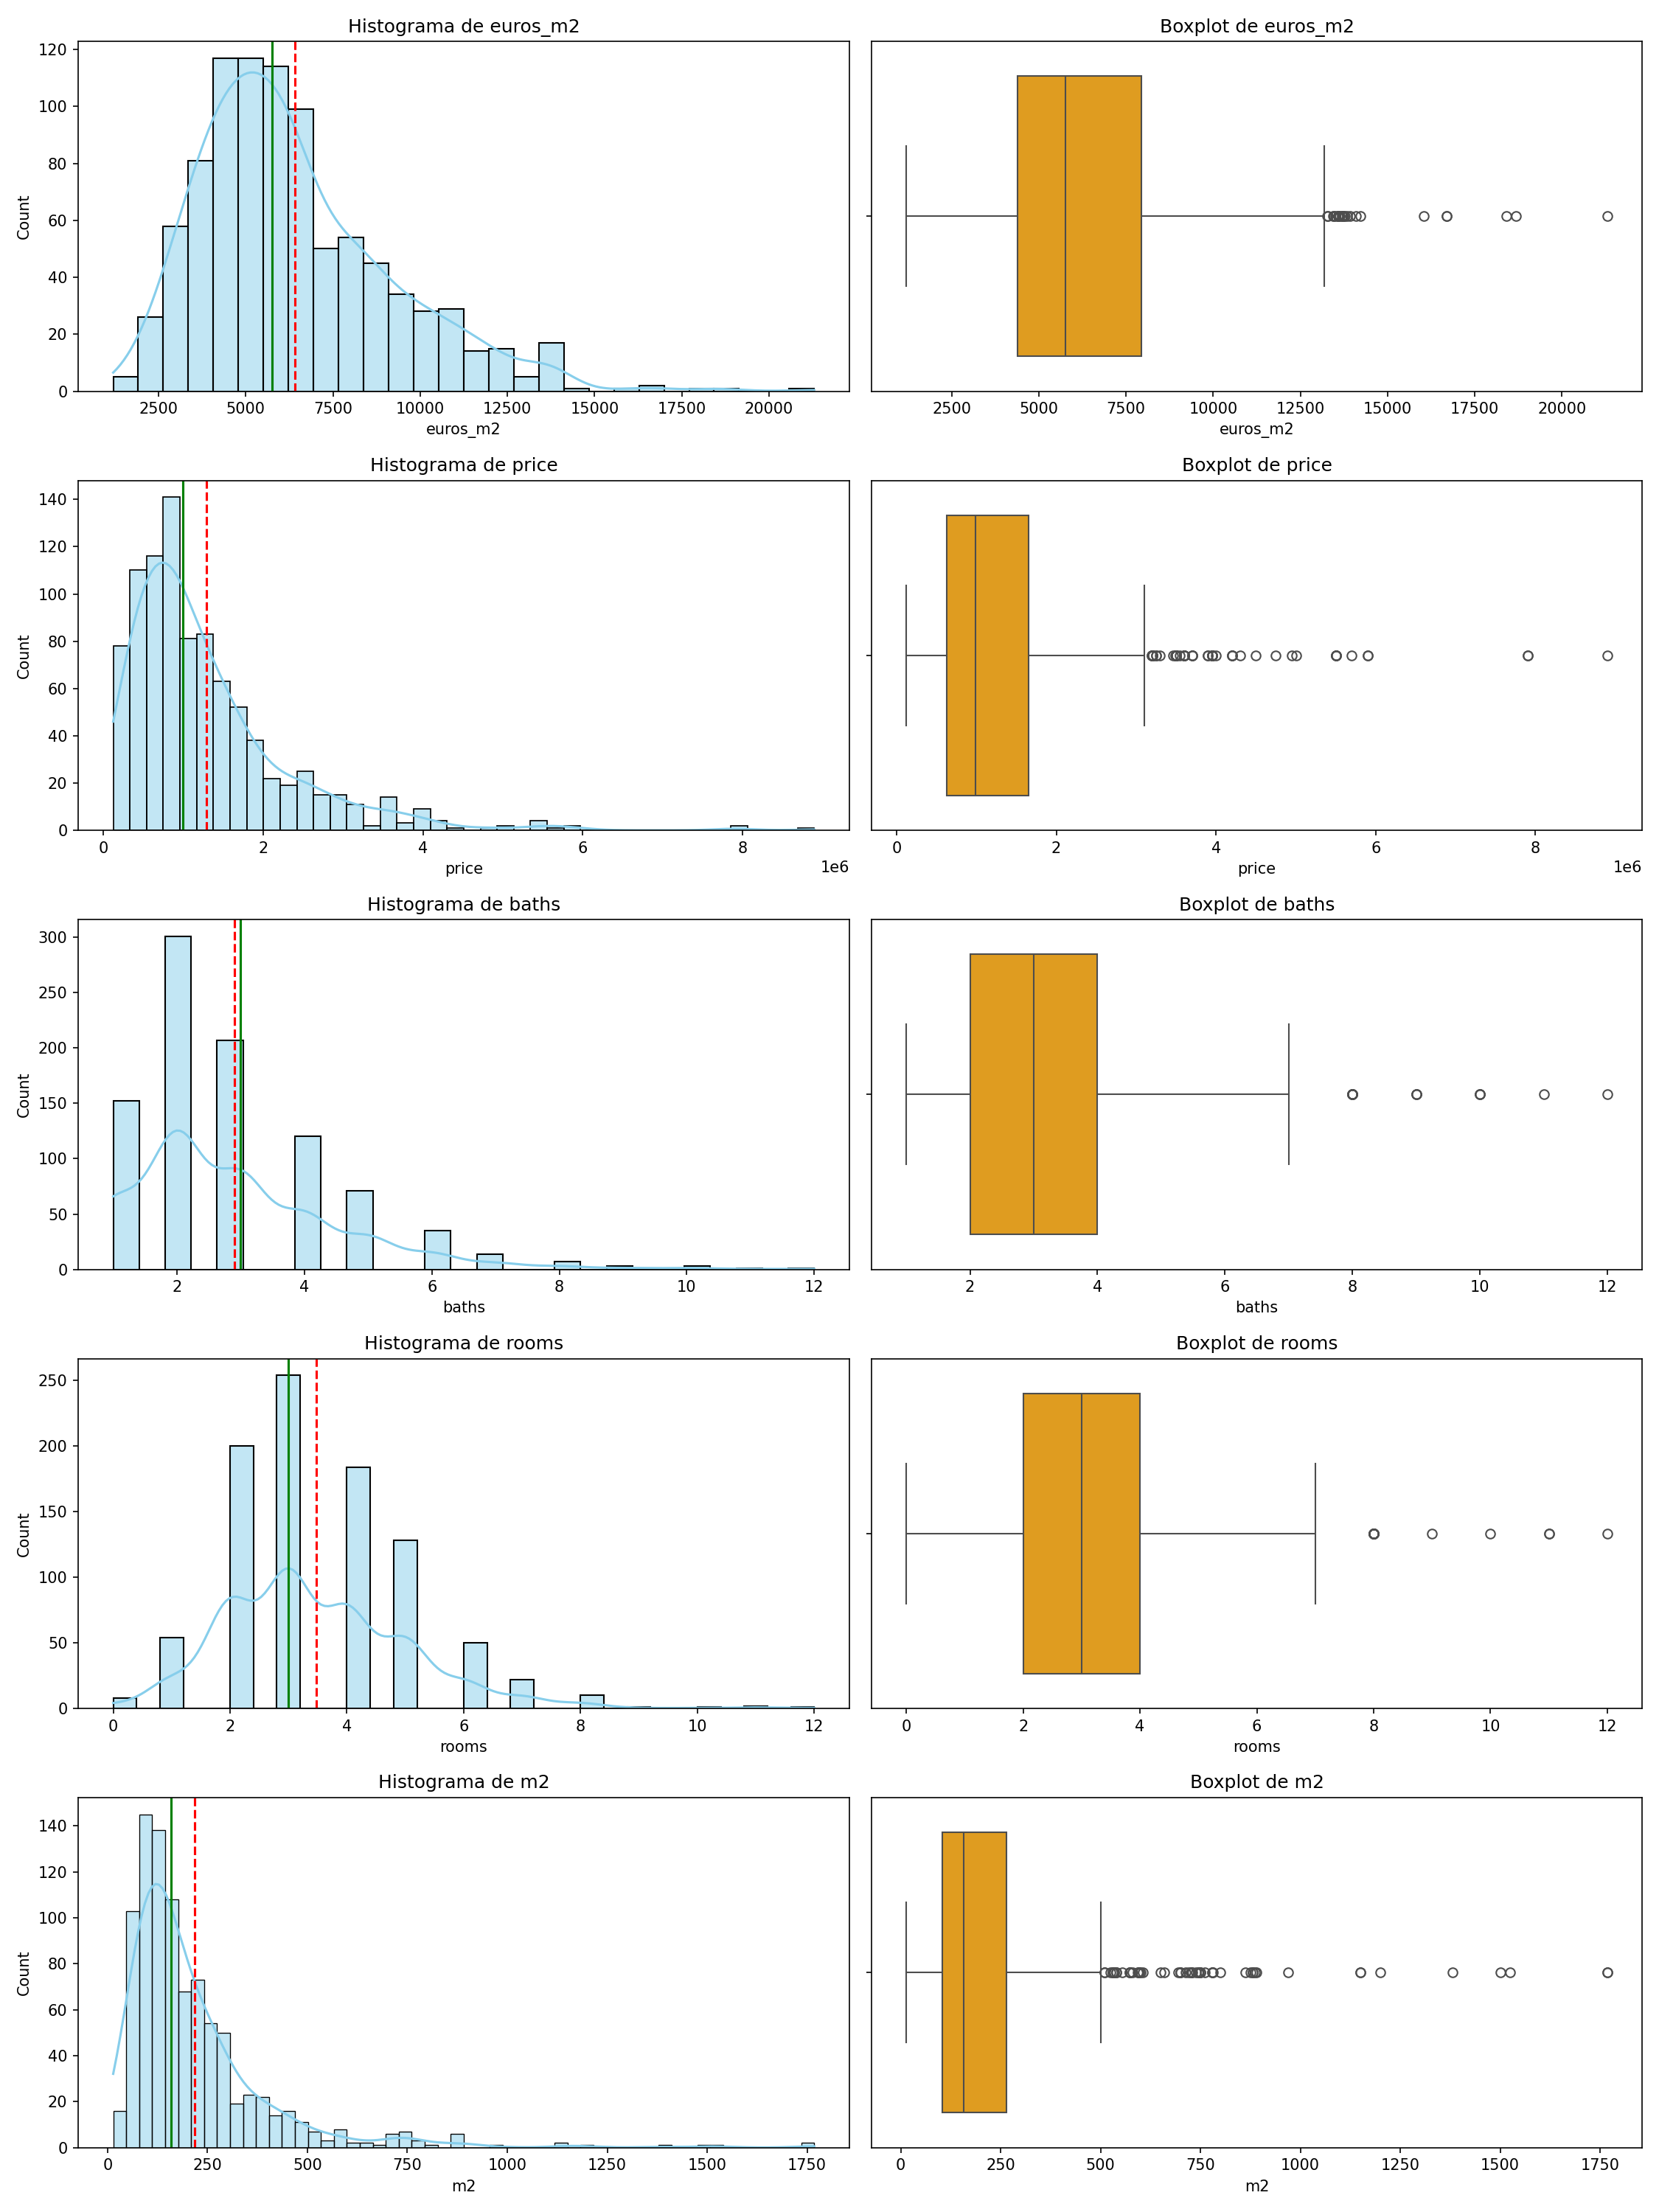 Histograma de euros_m2
Count
120
100
80
60
40
20
0
2500 5000 7500 10000 12500 15000 17500 20000
euros_m2
Boxplot de euros_m2
2500 5000 7500 10000 12500 15000 17500 20000
euros_m2
Histograma de price
Count
140
120
100
80
60
40
20
0
0 2 4 6 8
1e6
price
Boxplot de price
0 2 4 6 8
1e6
price
Histograma de baths
Count
300
250
200
150
100
50
0
2 4 6 8 10 12
baths
Boxplot de baths
2 4 6 8 10 12
baths
Histograma de rooms
Count
250
200
150
100
50
0
0 2 4 6 8 10 12
rooms
Boxplot de rooms
0 2 4 6 8 10 12
rooms
Histograma de m2
Count
140
120
100
80
60
40
20
0
0 250 500 750 1000 1250 1500 1750
m2
Boxplot de m2
0 250 500 750 1000 1250 1500 1750
m2